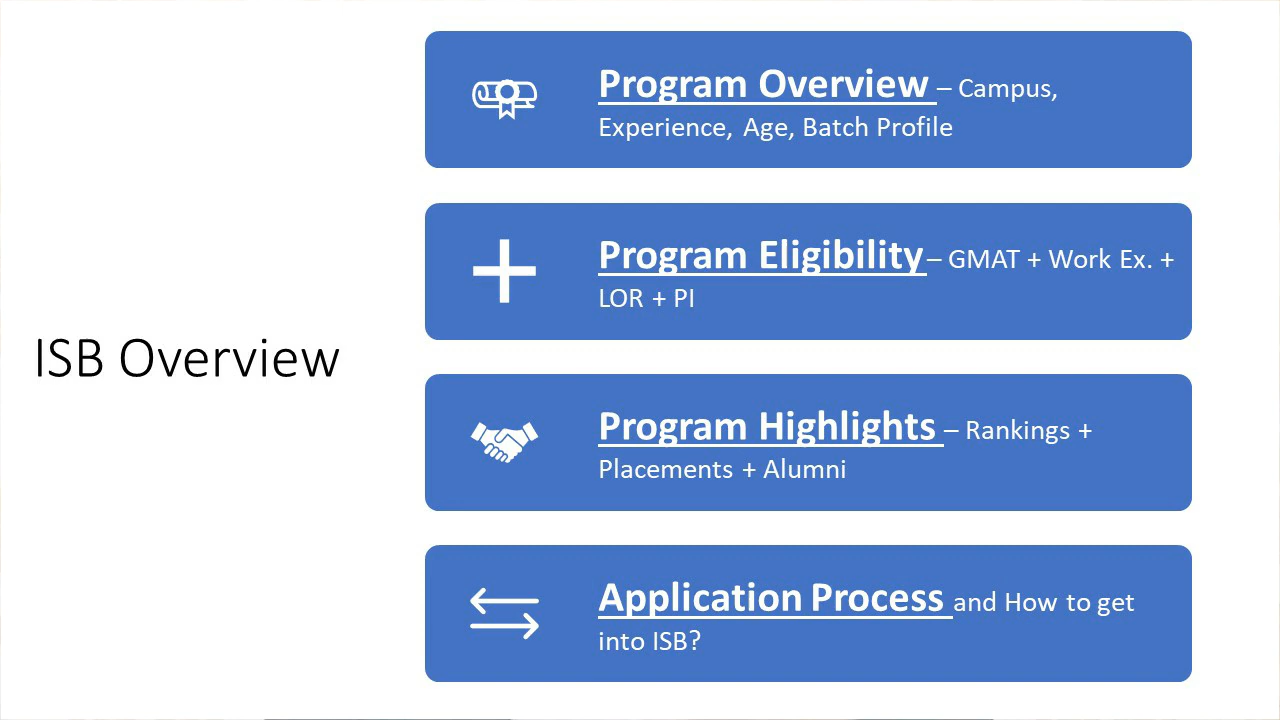 ISB Overview
Program Overview – Campus,
Experience, Age, Batch Profile
Program Eligibility– GMAT + Work Ex. +
LOR + PI
Program Highlights – Rankings +
Placements + Alumni
Application Process and How to get
into ISB?